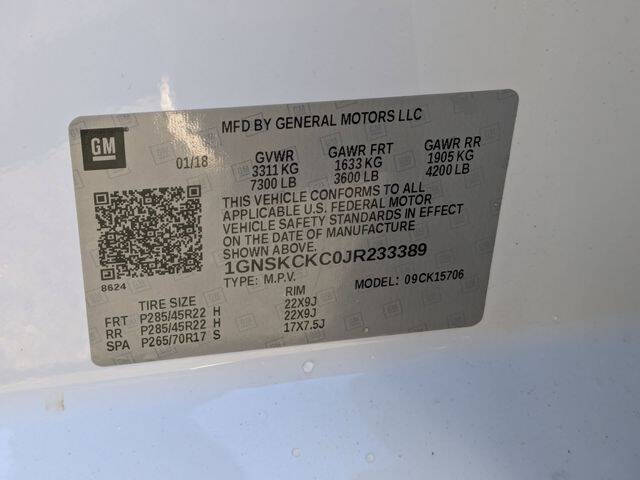 MFD BY GENERAL MOTORS LLC
GM
01/18 GVWR GAWR FRT GAWR RR
3311 KG 1633 KG 1905 KG
7300 LB 3600 LB 4200 LB
THIS VEHICLE CONFORMS TO ALL
APPLICABLE U.S. FEDERAL MOTOR
VEHICLE SAFETY STANDARDS IN EFFECT
ON THE DATE OF MANUFACTURE
SHOWN ABOVE.
1GNSKCKC0JR233389
8624
TYPE: M.P.V. MODEL: 09CK15706
TIRE SIZE RIM
FRT P285/45R22 H 22X9J
RR P285/45R22 H 22X9J
SPA P265/70R17 S 17X7.5J